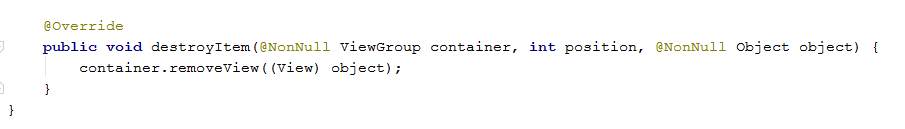 @Override
public void destroyItem(@NonNull ViewGroup container, int position, @NonNull Object object) {
container.removeView((View) object);
}
}